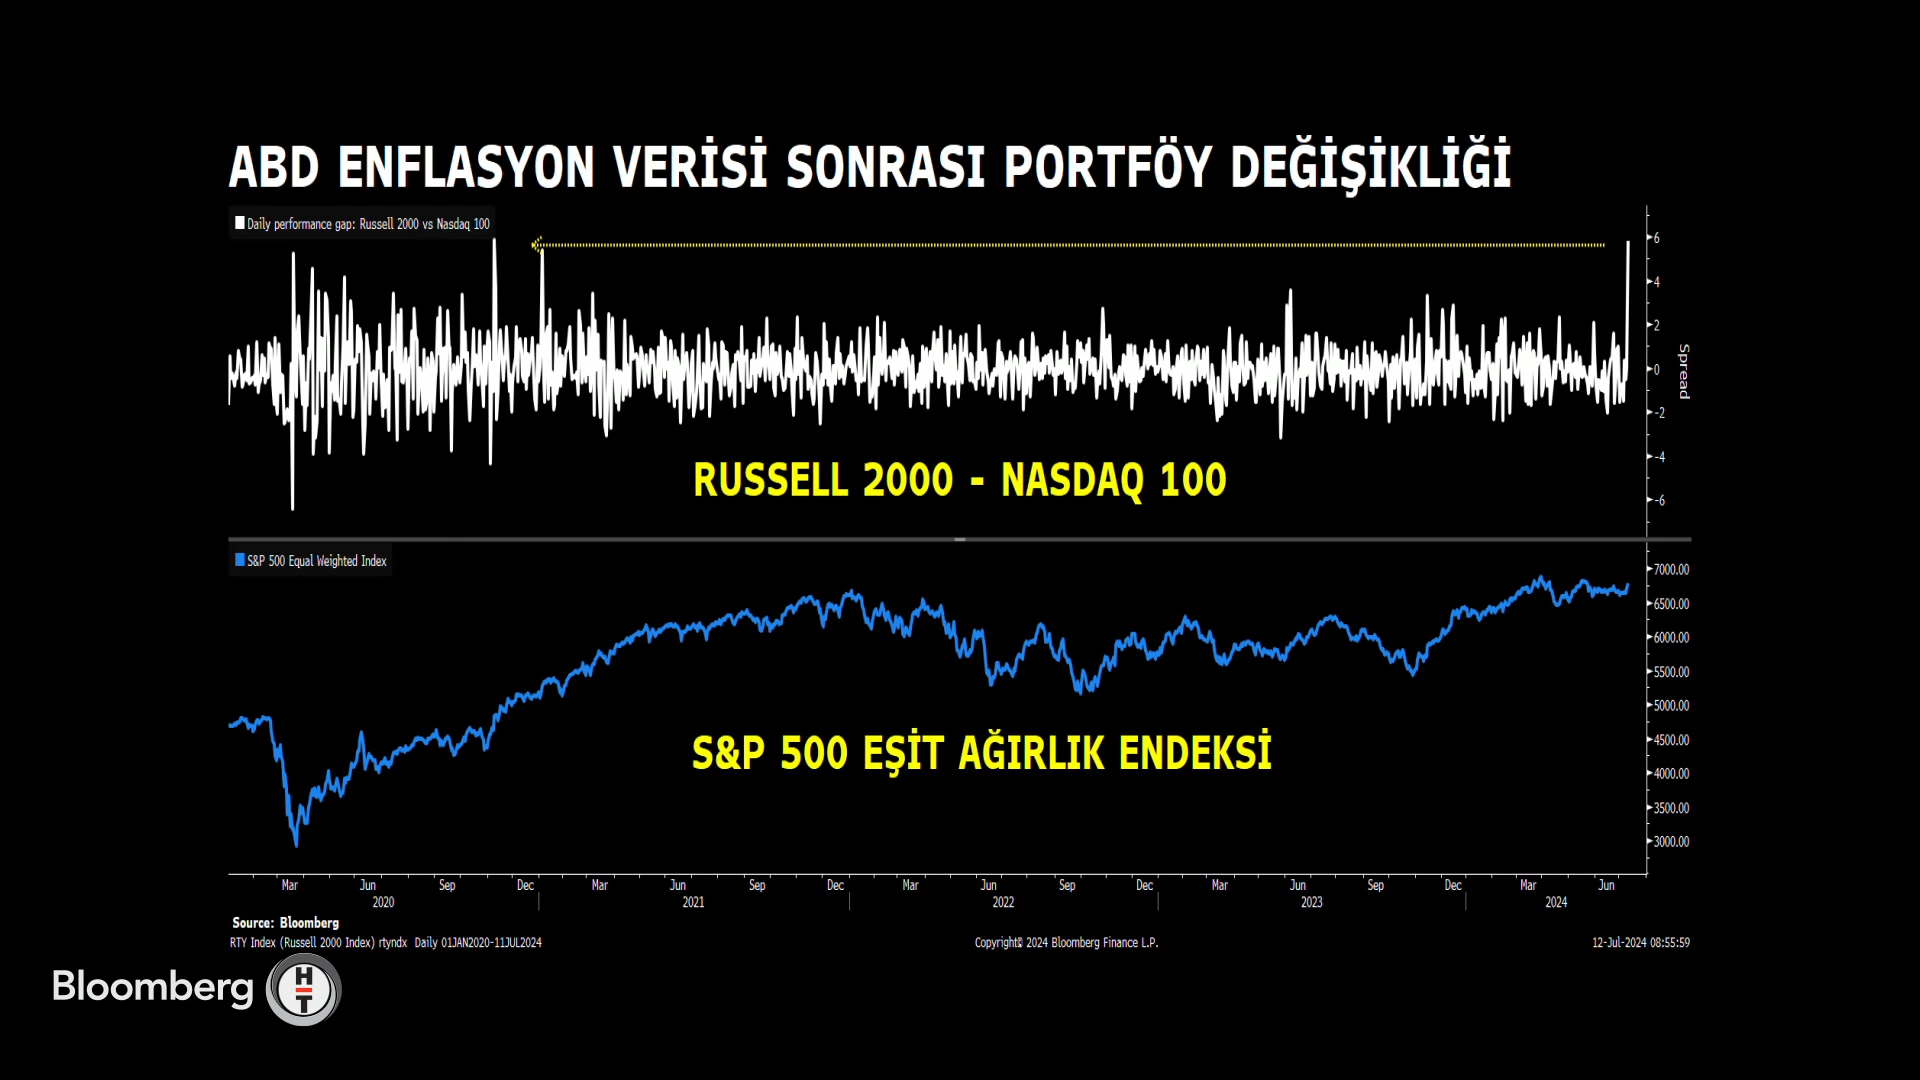 ABD ENFLASYON VERİSİ SONRASI PORTFÖY DEĞİŞİKLİĞİ
Daily performance gap: Russell 2000 vs Nasdaq 100
6
4
2
0
-2
-4
-6
Spread
RUSSELL 2000 - NASDAQ 100
S&P 500 Equal Weighted Index
7000.00
6500.00
6000.00
5500.00
5000.00
4500.00
4000.00
3500.00
3000.00
S&P 500 EŞİT AĞIRLIK ENDEKSİ
Mar Jun Sep Dec Mar Jun Sep Dec Mar Jun Sep Dec Mar Jun Sep Dec Mar Jun
2020 2021 2022 2023 2024
Source: Bloomberg
RTY Index (Russell 2000 Index) rtyndx Daily 01JAN2020-11JUL2024 Copyright© 2024 Bloomberg Finance L.P. 12-Jul-2024 08:55:59
Bloomberg HT